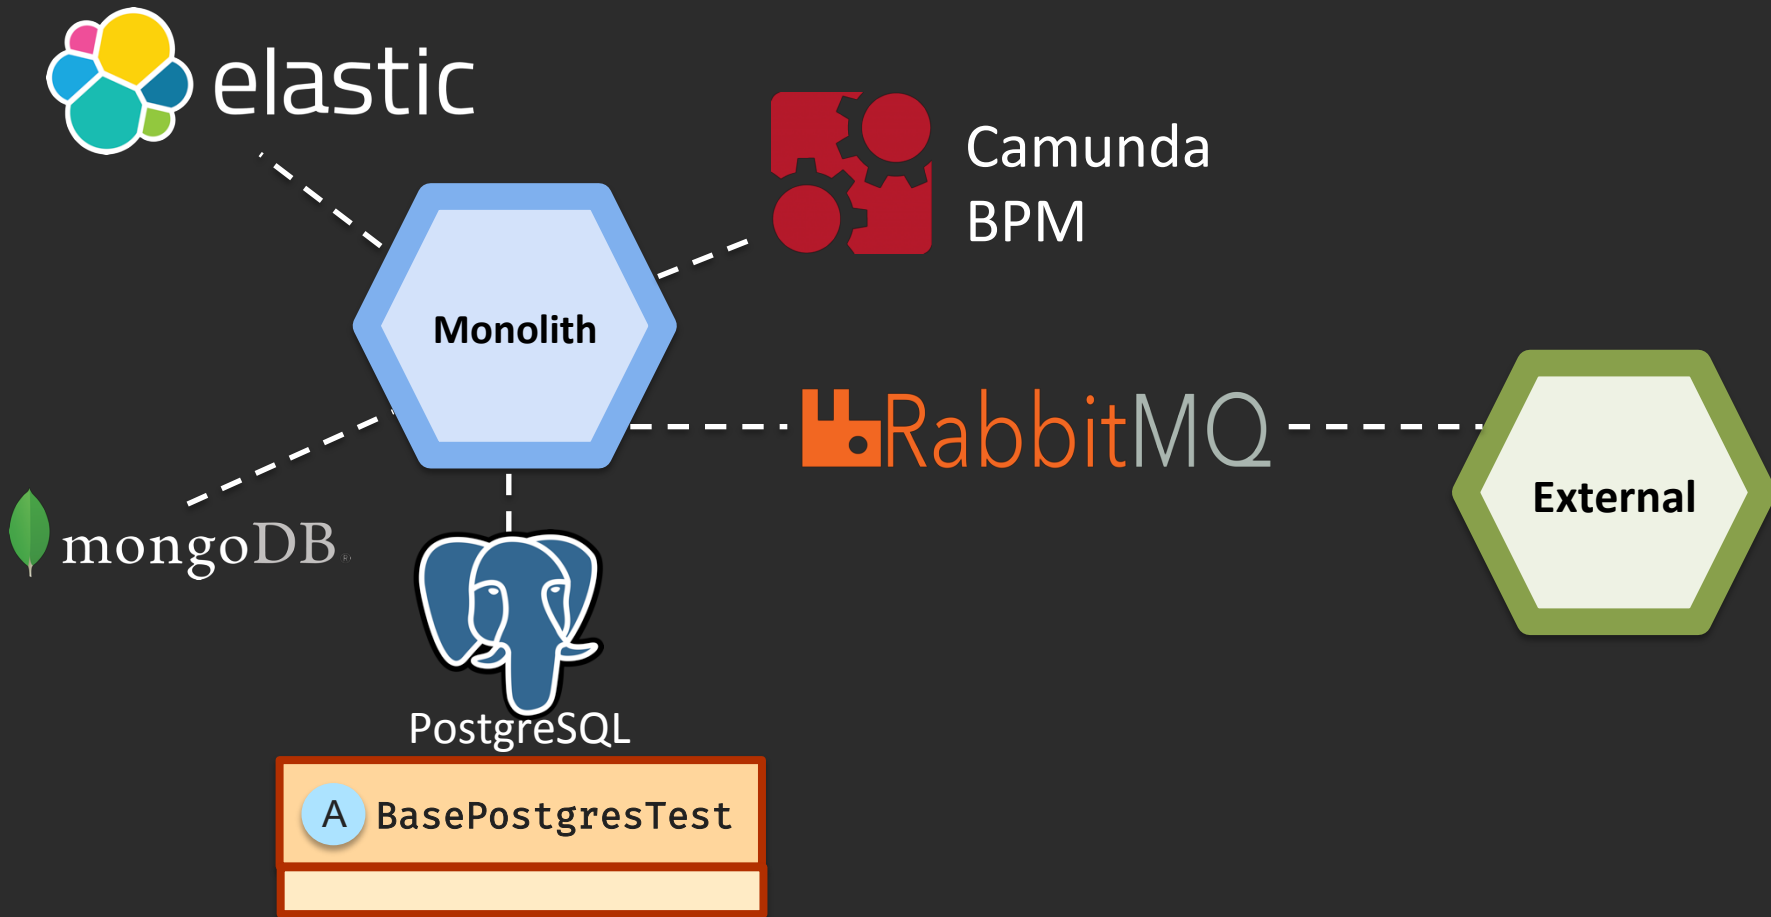 elastic
Camunda
BPM
Monolith
RabbitMQ
External
mongoDB®
PostgreSQL
A BasePostgresTest